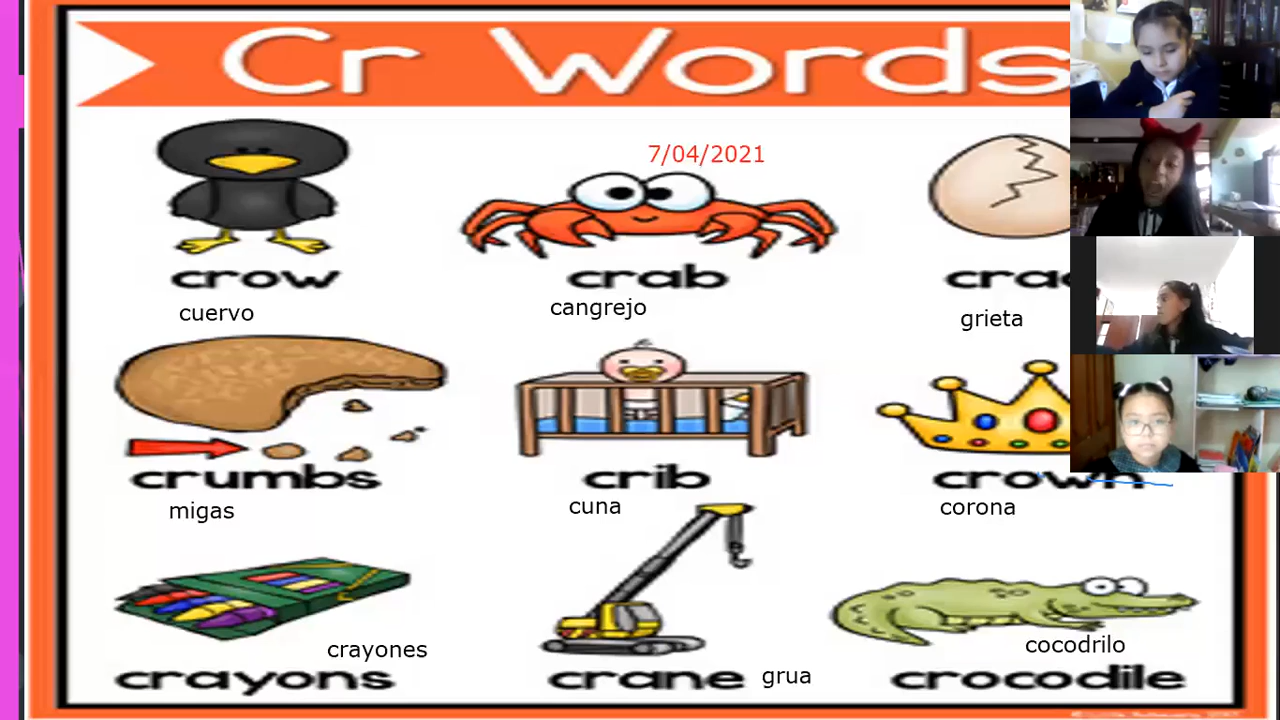 Cr Words
7/04/2021
crow
crab
cuervo
cangrejo
grieta
crumbs
crib
crown
migas
cuna
corona
crayones
cocodrilo
crayons
crane
grua
crocodile